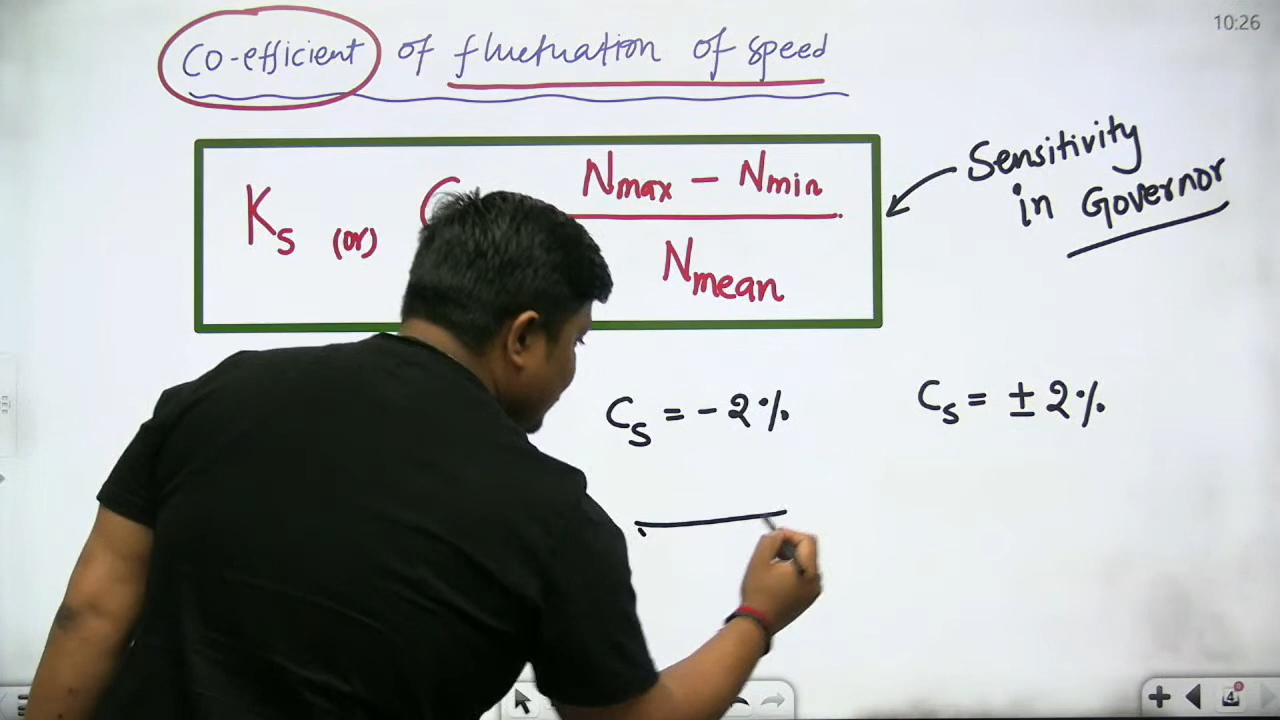 10:26
Co-efficient of fluctuation of speed
Ks (or) C
Nmax - Nmin
Nmean
Sensitivity
in Governor
Cs = - 2%
Cs = ± 2%
4